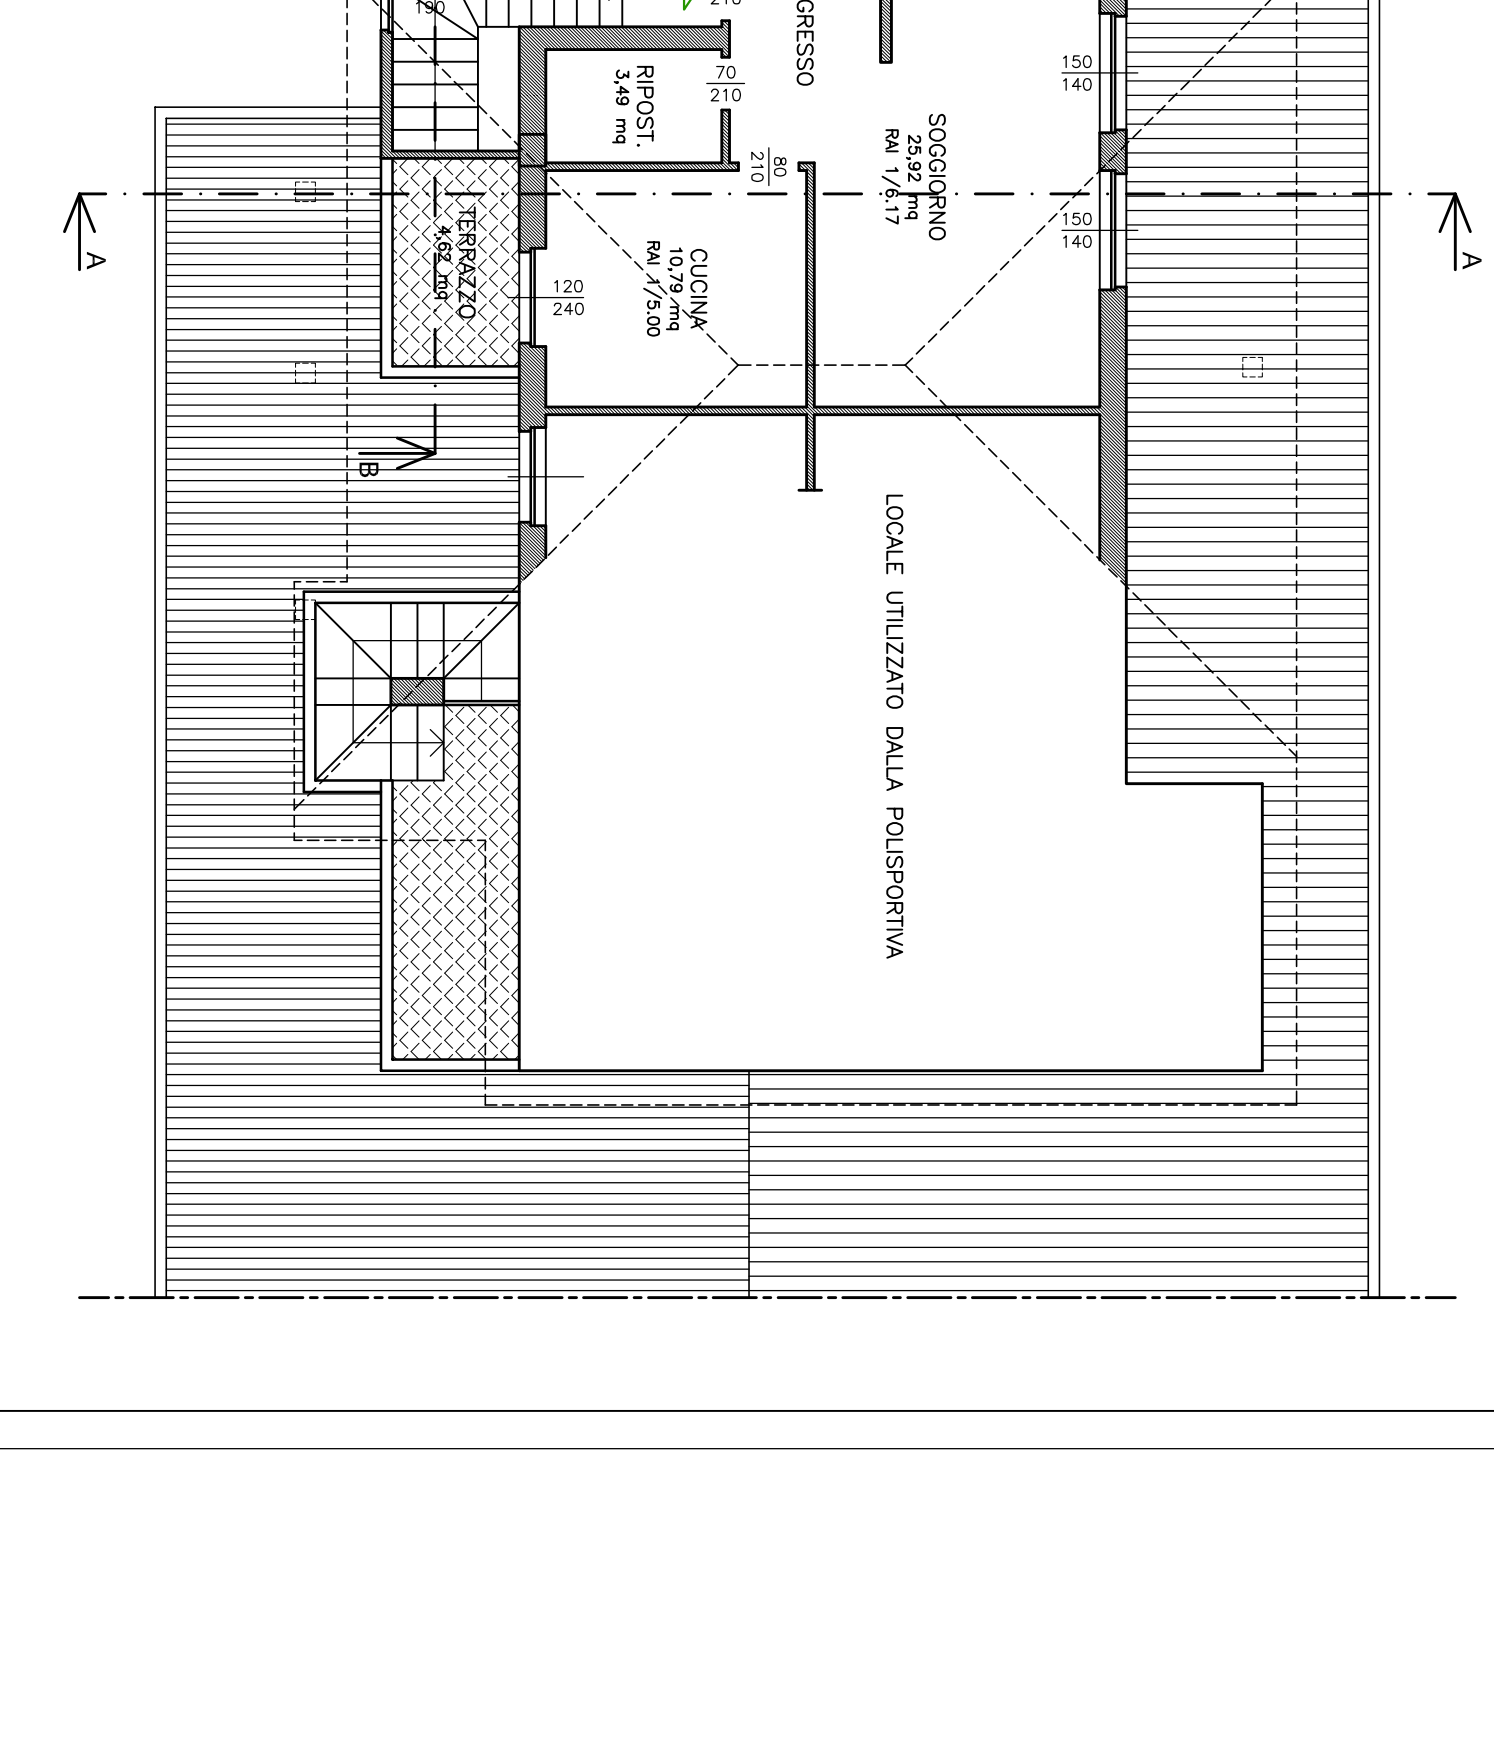 190
210
INGRESSO
RIPOST.
3,49 mq
70
210
150
140
SOGGIORNO
25,92 mq
RAI 1/6.17
80
210
150
140
A
A
TERRAZZO
4,62 mq
CUCINA
10,79 mq
RAI 1/5.00
120
240
B
LOCALE UTILIZZATO DALLA POLISPORTIVA